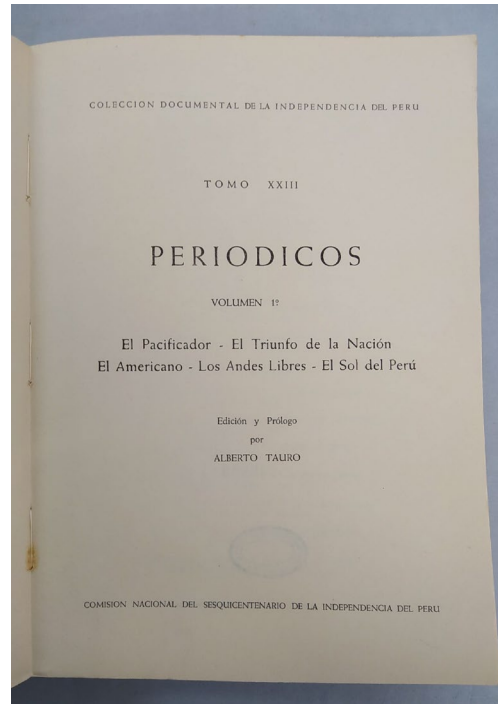 COLECCION DOCUMENTAL DE LA INDEPENDENCIA DEL PERU
TOMO XXIII
PERIODICOS
VOLUMEN 1º
El Pacificador - El Triunfo de la Nación
El Americano - Los Andes Libres - El Sol del Perú
Edición y Prólogo
por
ALBERTO TAURO
COMISION NACIONAL DEL SESQUICENTENARIO DE LA INDEPENDENCIA DEL PERU